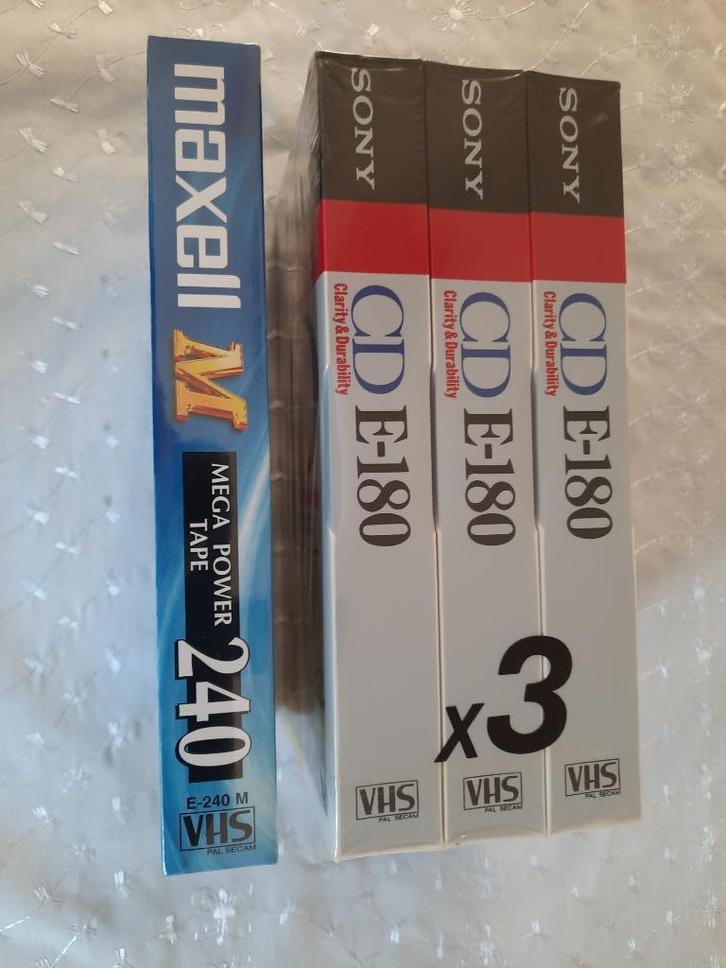 maxell
M
MEGA POWER
TAPE
240
E-240 M
VHS
PAL SECAM
SONY
CD
Clarity & Durability
E-180
VHS
PAL SECAM
SONY
CD
Clarity & Durability
E-180
VHS
PAL SECAM
SONY
CD
Clarity & Durability
E-180
VHS
PAL SECAM
x3